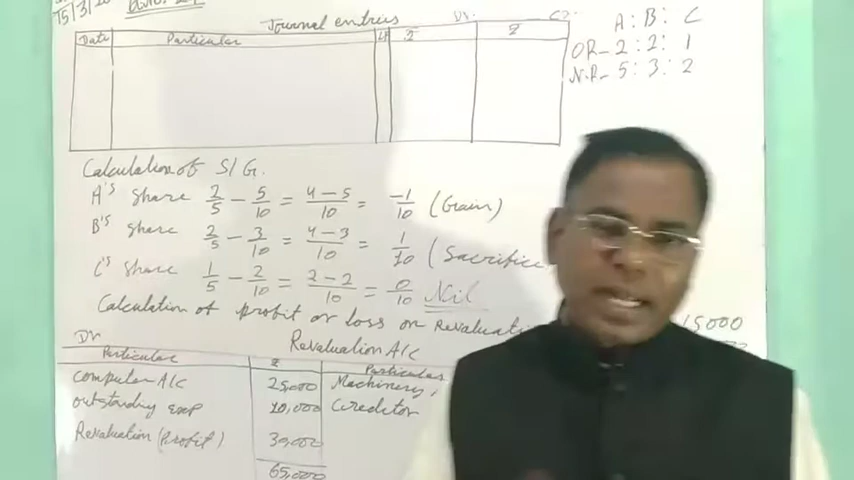 15/3/20
Journal entries
Dr. Cr.
Date Particular LF ₹ ₹
A : B : C
OR_ 2 : 2 : 1
N.R_ 5 : 3 : 2
Calculation of S/G.
A's share 2/5 - 5/10 = 4-5/10 = -1/10 (Gain)
B's share 2/5 - 3/10 = 4-3/10 = 1/10 (Sacrifice
C's share 1/5 - 2/10 = 2-2/10 = 0/10 Nil
Calculation of profit or loss on Revaluati
15000
Dr Revaluation A/C
Particular ₹ Particulars
Computer A/C 25,000 Machinery
outstanding exp 10,000 Creditor
Revaluation (Profit) 30,000
65,000